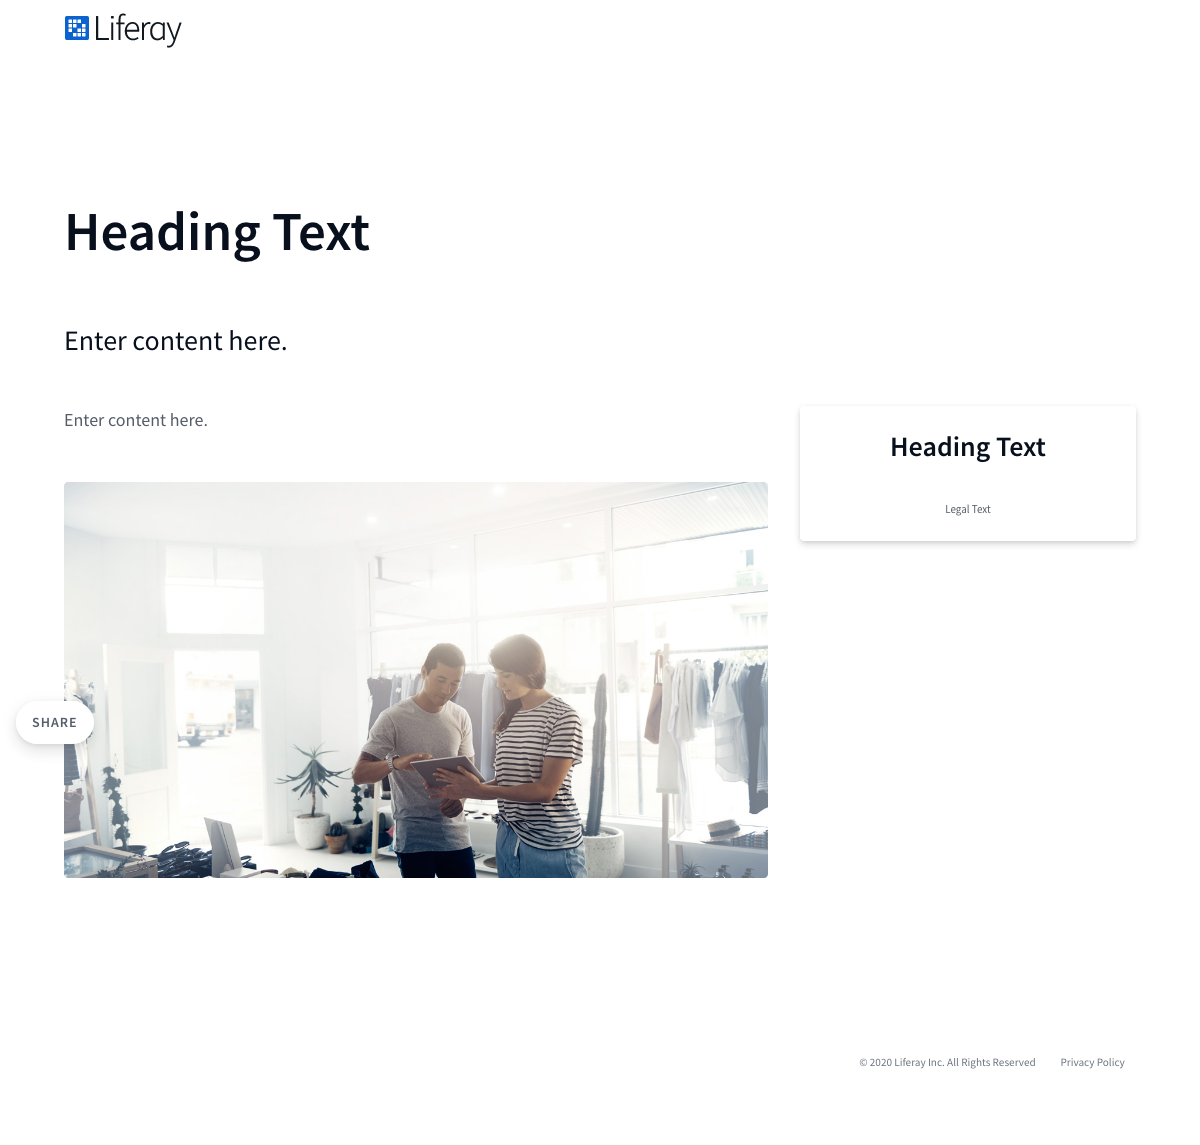 Liferay
Heading Text
Enter content here.
Enter content here.
Heading Text
Legal Text
SHARE
© 2020 Liferay Inc. All Rights Reserved Privacy Policy